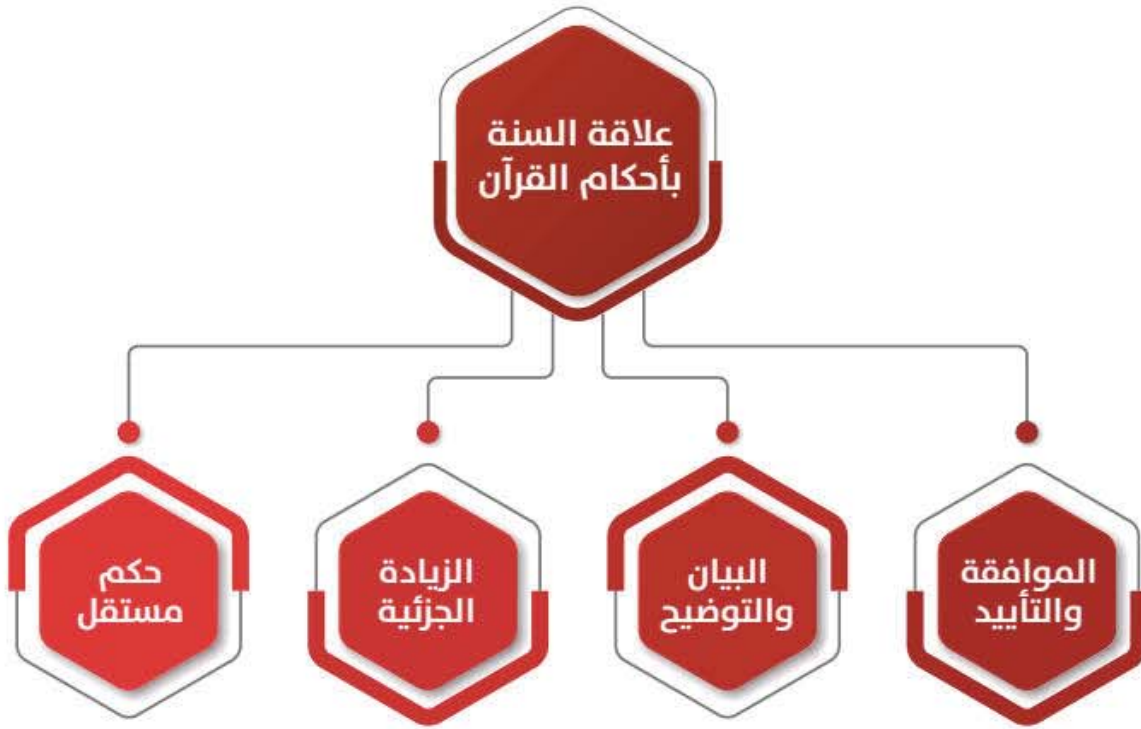 علاقة السنة
بأحكام القرآن
الموافقة
والتأييد
البيان
والتوضيح
الزيادة
الجزئية
حكم
مستقل